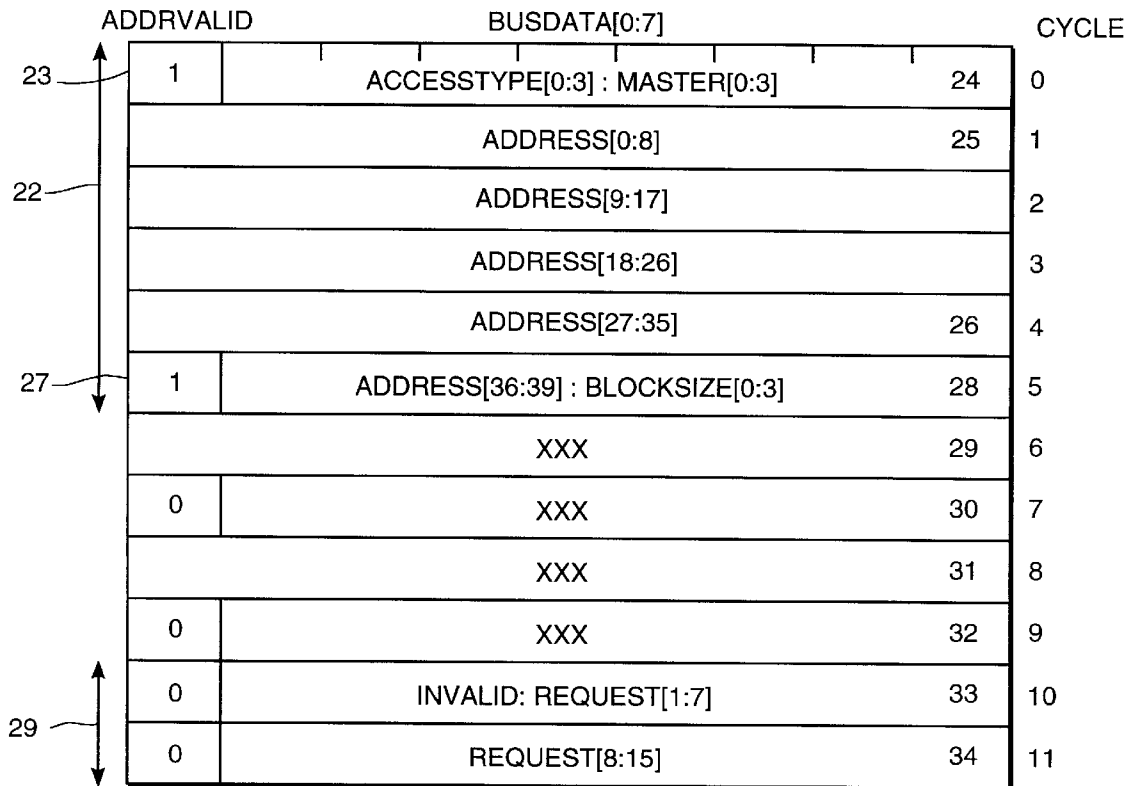 ADDRVALID BUSDATA[0:7] CYCLE
23 1 ACCESSTYPE[0:3] : MASTER[0:3] 24 0
ADDRESS[0:8] 25 1
22 ADDRESS[9:17] 2
ADDRESS[18:26] 3
ADDRESS[27:35] 26 4
27 1 ADDRESS[36:39] : BLOCKSIZE[0:3] 28 5
XXX 29 6
0 XXX 30 7
XXX 31 8
0 XXX 32 9
0 INVALID: REQUEST[1:7] 33 10
29
0 REQUEST[8:15] 34 11